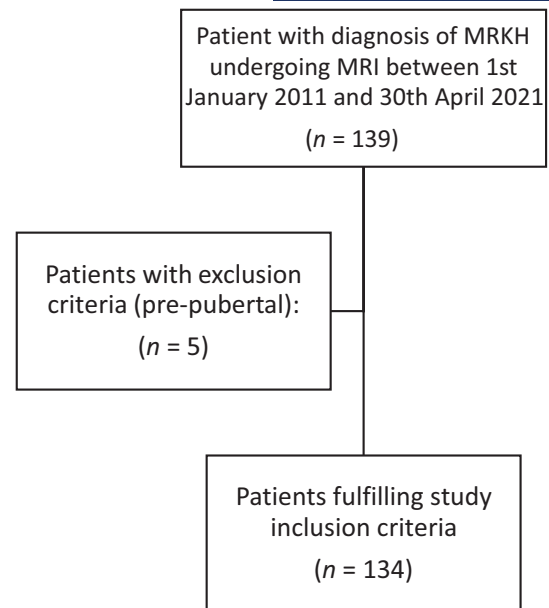 Patient with diagnosis of MRKH
undergoing MRI between 1st
January 2011 and 30th April 2021
(n = 139)
Patients with exclusion
criteria (pre-pubertal):
(n = 5)
Patients fulfilling study
inclusion criteria
(n = 134)